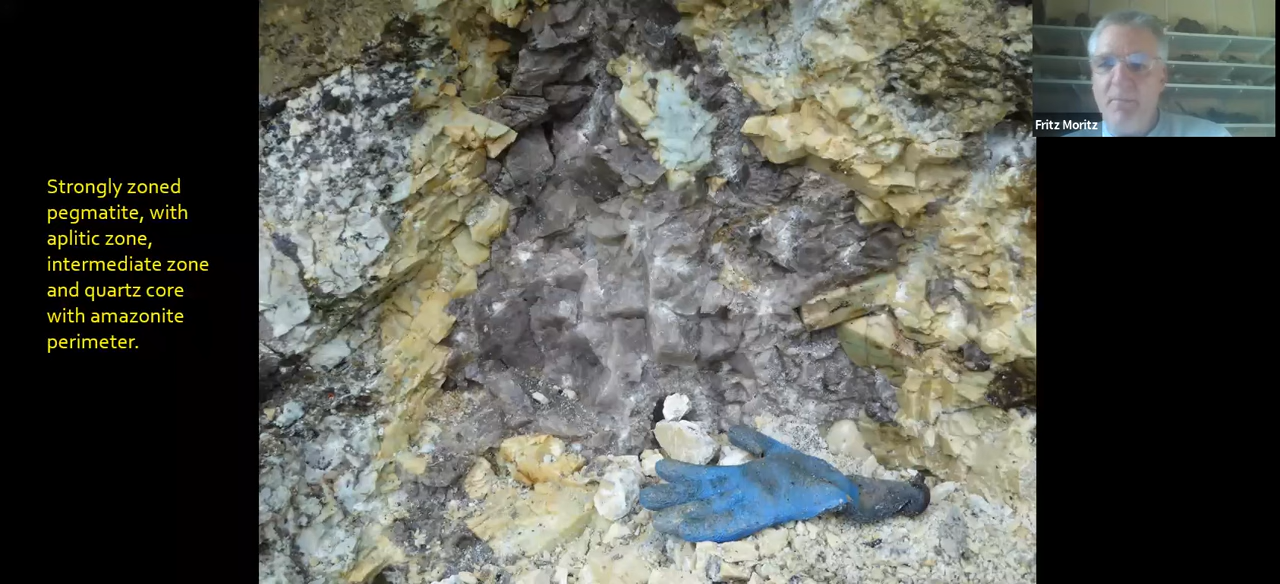 Strongly zoned
pegmatite, with
aplitic zone,
intermediate zone
and quartz core
with amazonite
perimeter.
Fritz Moritz